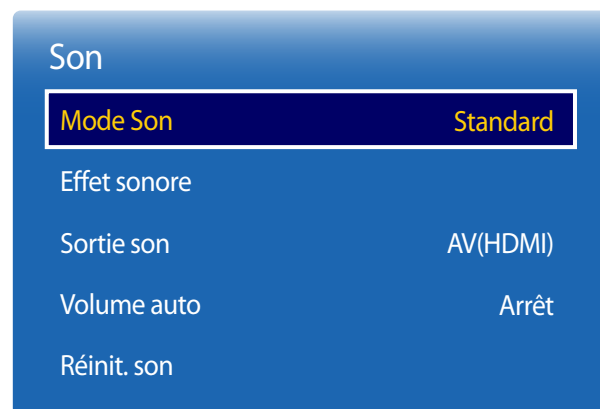 Son
Mode Son Standard
Effet sonore
Sortie son AV(HDMI)
Volume auto Arrêt
Réinit. son